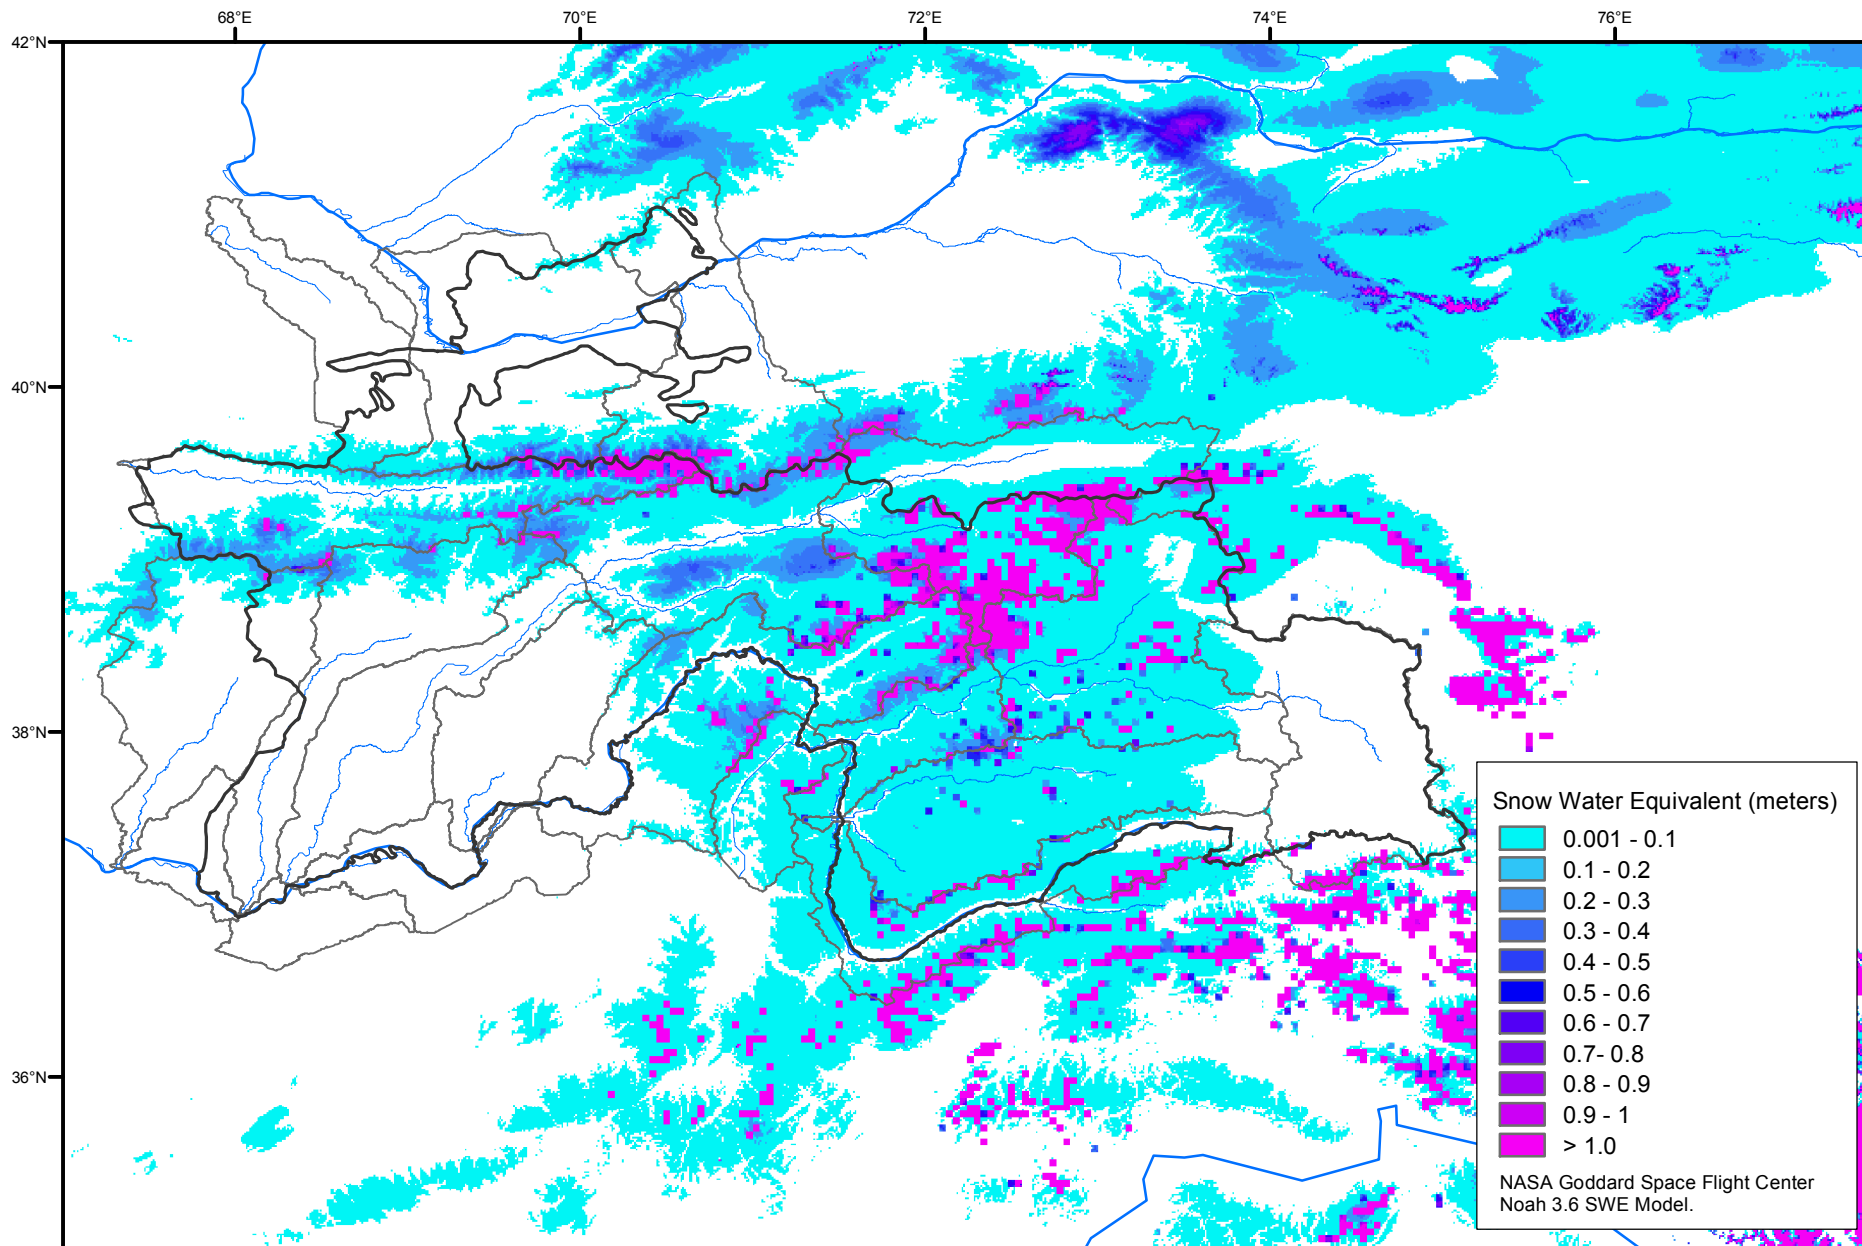 68°E 70°E 72°E 74°E 76°E
42°N
40°N
38°N
36°N
Snow Water Equivalent (meters)
0.001 - 0.1
0.1 - 0.2
0.2 - 0.3
0.3 - 0.4
0.4 - 0.5
0.5 - 0.6
0.6 - 0.7
0.7- 0.8
0.8 - 0.9
0.9 - 1
> 1.0
NASA Goddard Space Flight Center
Noah 3.6 SWE Model.